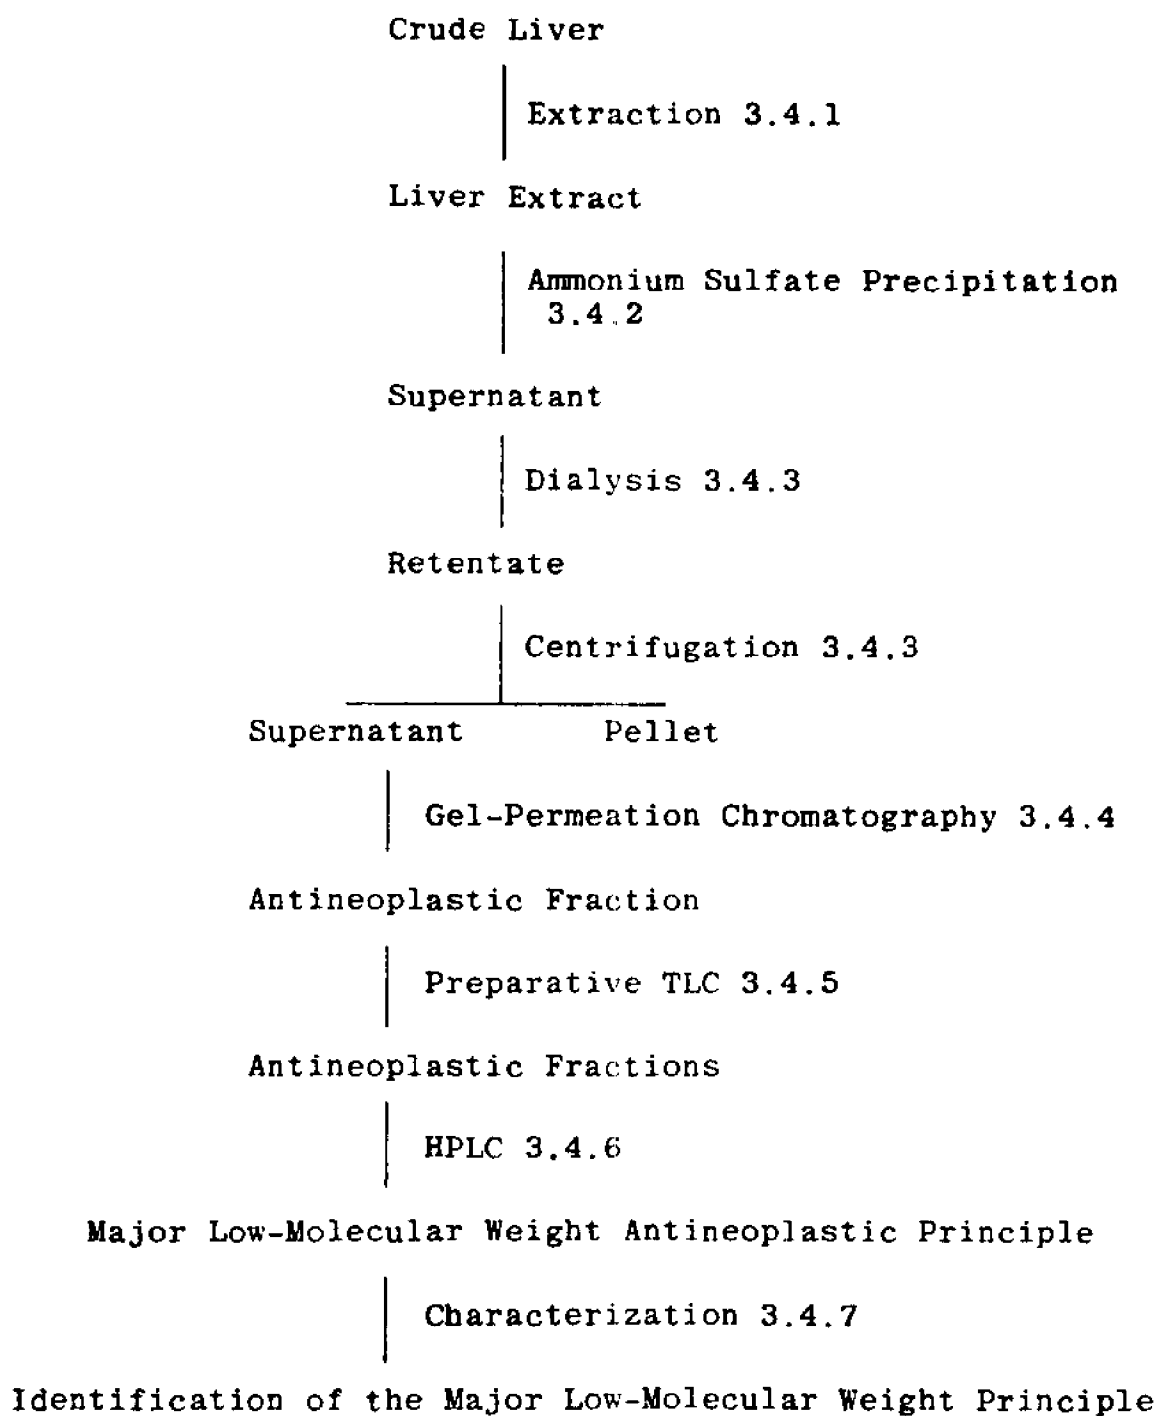 Crude Liver
Extraction 3.4.1
Liver Extract
Ammonium Sulfate Precipitation
3.4.2
Supernatant
Dialysis 3.4.3
Retentate
Centrifugation 3.4.3
Supernatant Pellet
Gel-Permeation Chromatography 3.4.4
Antineoplastic Fraction
Preparative TLC 3.4.5
Antineoplastic Fractions
HPLC 3.4.6
Major Low-Molecular Weight Antineoplastic Principle
Characterization 3.4.7
Identification of the Major Low-Molecular Weight Principle